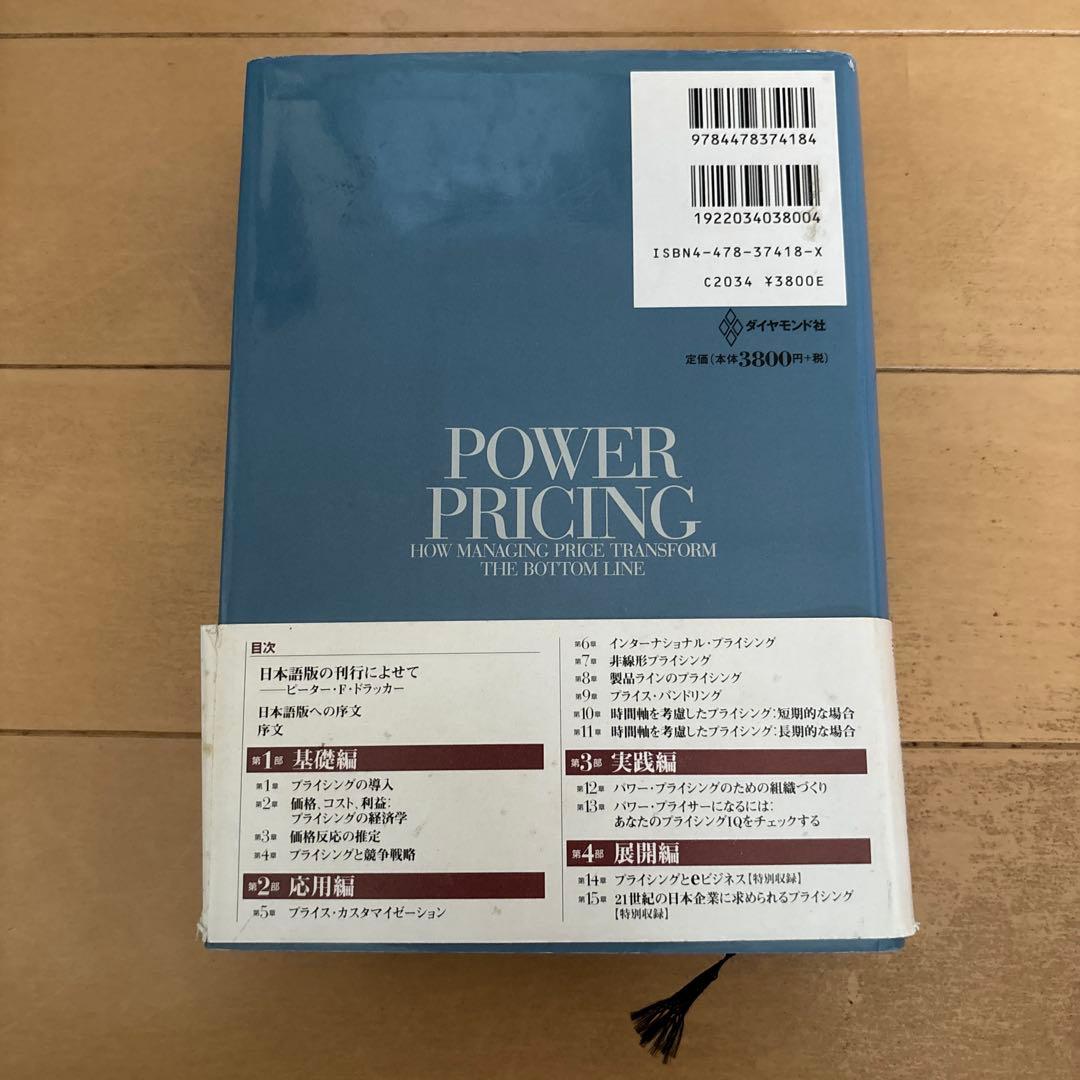 9784478374184
1922034038004
ISBN4-478-37418-X
C2034 ¥3800E
ダイヤモンド社
定価(本体3800円+税)
POWER
PRICING
HOW MANAGING PRICE TRANSFORM
THE BOTTOM LINE
目次
日本語版の刊行によせて
──ピーター・F・ドラッカー
日本語版への序文
序文
第1部 基礎編
第1章 プライシングの導入
第2章 価格、コスト、利益:
プライシングの経済学
第3章 価格反応の推定
第4章 プライシングと競争戦略
第2部 応用編
第5章 プライス・カスタマイゼーション
第6章 インターナショナル・プライシング
第7章 非線形プライシング
第8章 製品ラインのプライシング
第9章 プライス・バンドリング
第10章 時間軸を考慮したプライシング:短期的な場合
第11章 時間軸を考慮したプライシング:長期的な場合
第3部 実践編
第12章 パワー・プライシングのための組織づくり
第13章 パワー・プライサーになるには:
あなたのプライシングIQをチェックする
第4部 展開編
第14章 プライシングとeビジネス【特別収録】
第15章 21世紀の日本企業に求められるプライシング
【特別収録】